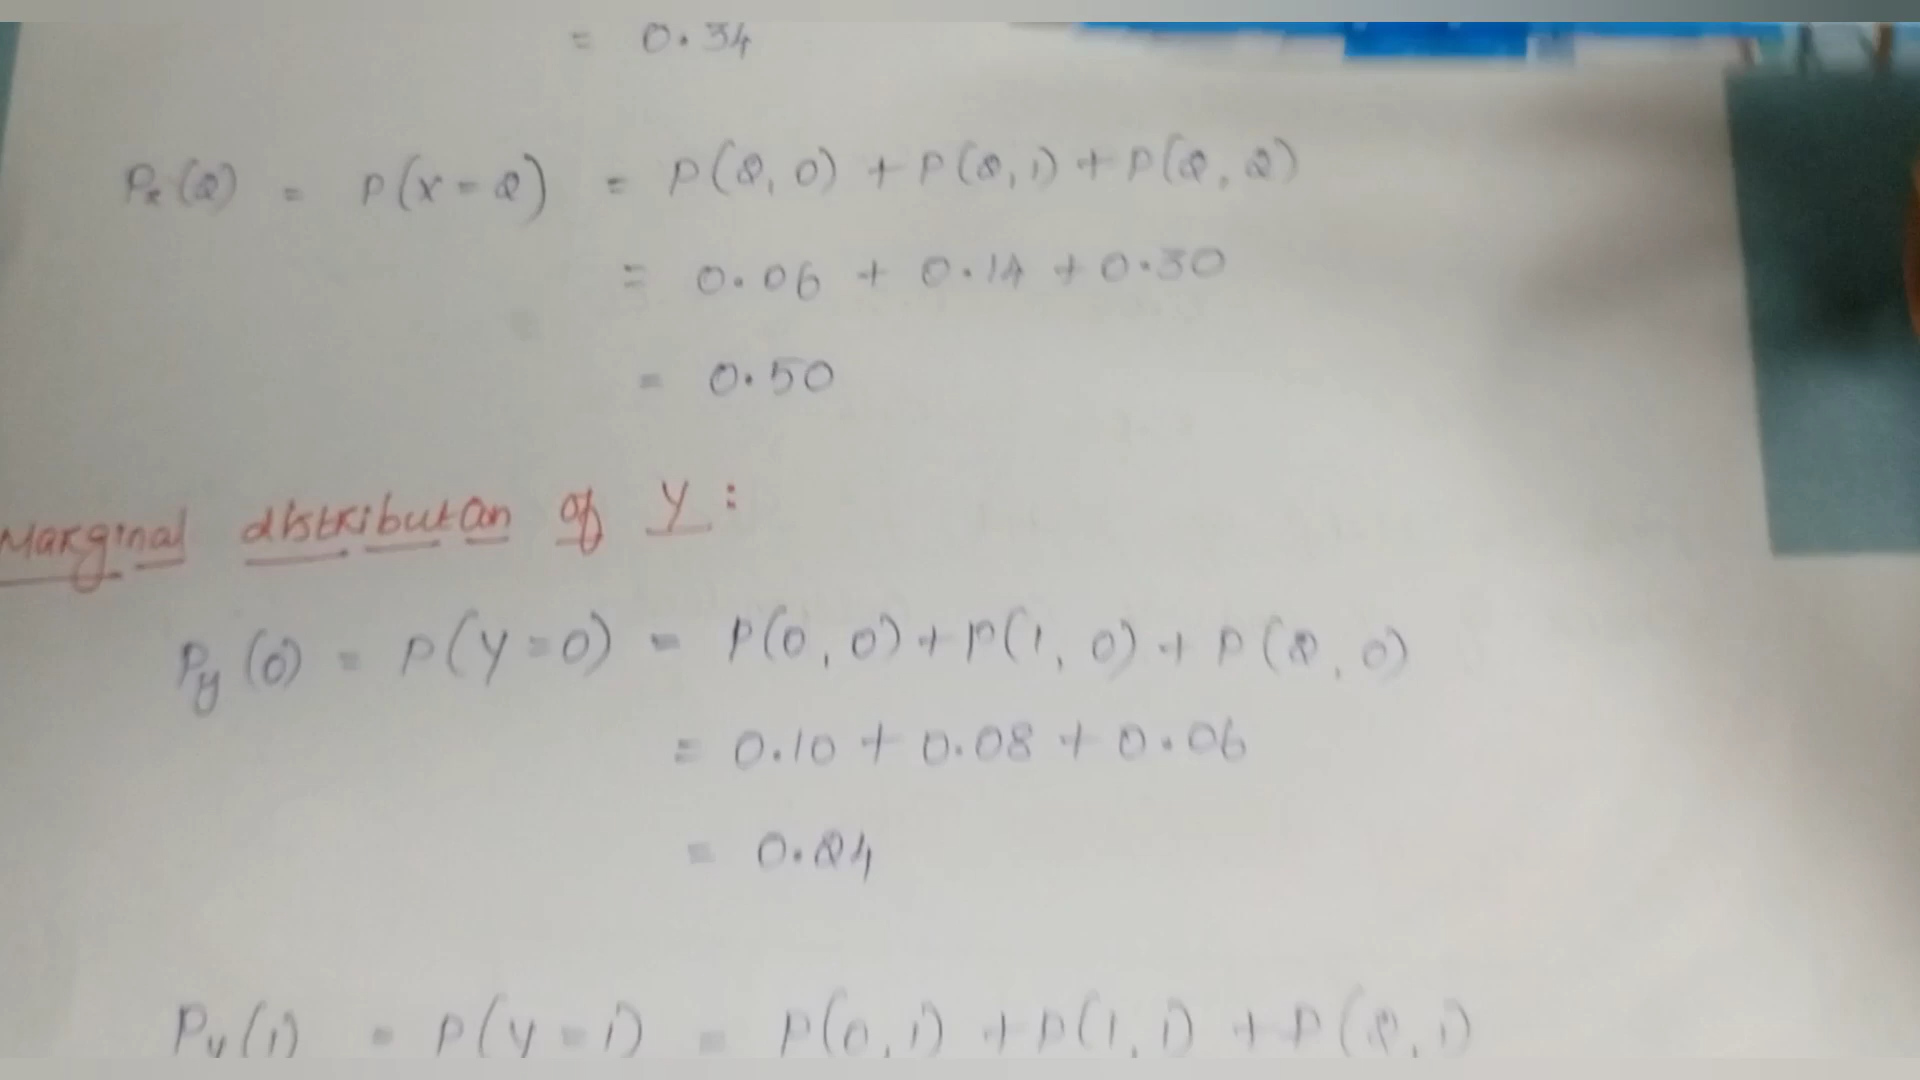 = 0.34
Px(2) = P(x=2) = P(2,0) + P(2,1) + P(2,2)
= 0.06 + 0.14 + 0.30
= 0.50
Marginal distribution of y :
Py(0) = P(y=0) = P(0,0) + P(1,0) + P(2,0)
= 0.10 + 0.08 + 0.06
= 0.24
Py(1) = P(y=1) = P(0,1) + P(1,1) + P(2,1)